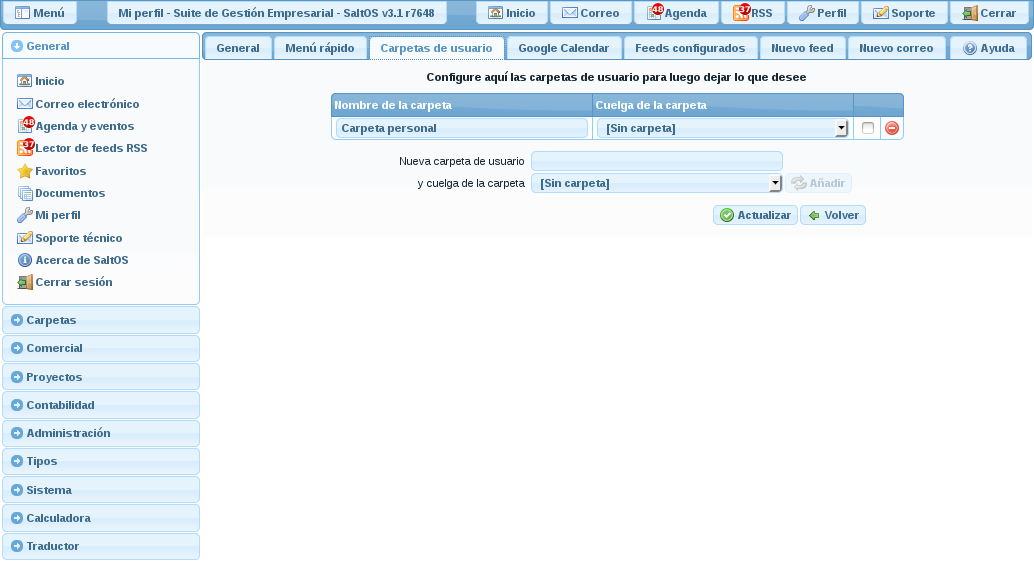 Menú
Mi perfil - Suite de Gestión Empresarial - SaltOS v3.1 r7648
Inicio
Correo
48 Agenda
37 RSS
Perfil
Soporte
Cerrar
General
Inicio
Correo electrónico
48 Agenda y eventos
37 Lector de feeds RSS
Favoritos
Documentos
Mi perfil
Soporte técnico
Acerca de SaltOS
Cerrar sesión
Carpetas
Comercial
Proyectos
Contabilidad
Administración
Tipos
Sistema
Calculadora
Traductor
General
Menú rápido
Carpetas de usuario
Google Calendar
Feeds configurados
Nuevo feed
Nuevo correo
Ayuda
Configure aquí las carpetas de usuario para luego dejar lo que desee
Nombre de la carpeta
Cuelga de la carpeta
Carpeta personal
[Sin carpeta]
Nueva carpeta de usuario
y cuelga de la carpeta
[Sin carpeta]
Añadir
Actualizar
Volver